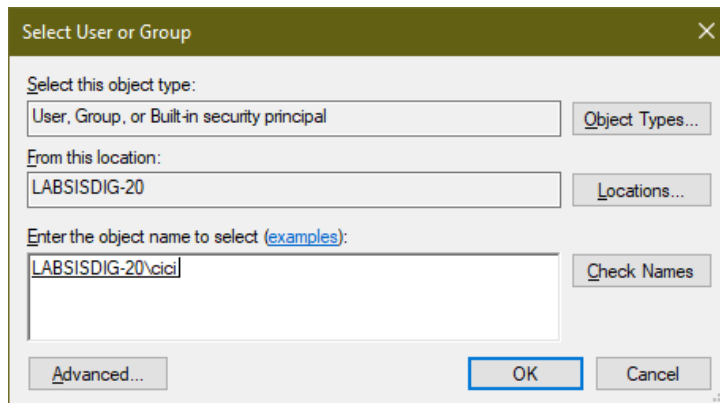 Select User or Group
Select this object type:
User, Group, or Built-in security principal
Object Types...
From this location:
LABSISDIG-20
Locations...
Enter the object name to select (examples):
LABSISDIG-20\cici
Check Names
Advanced...
OK
Cancel